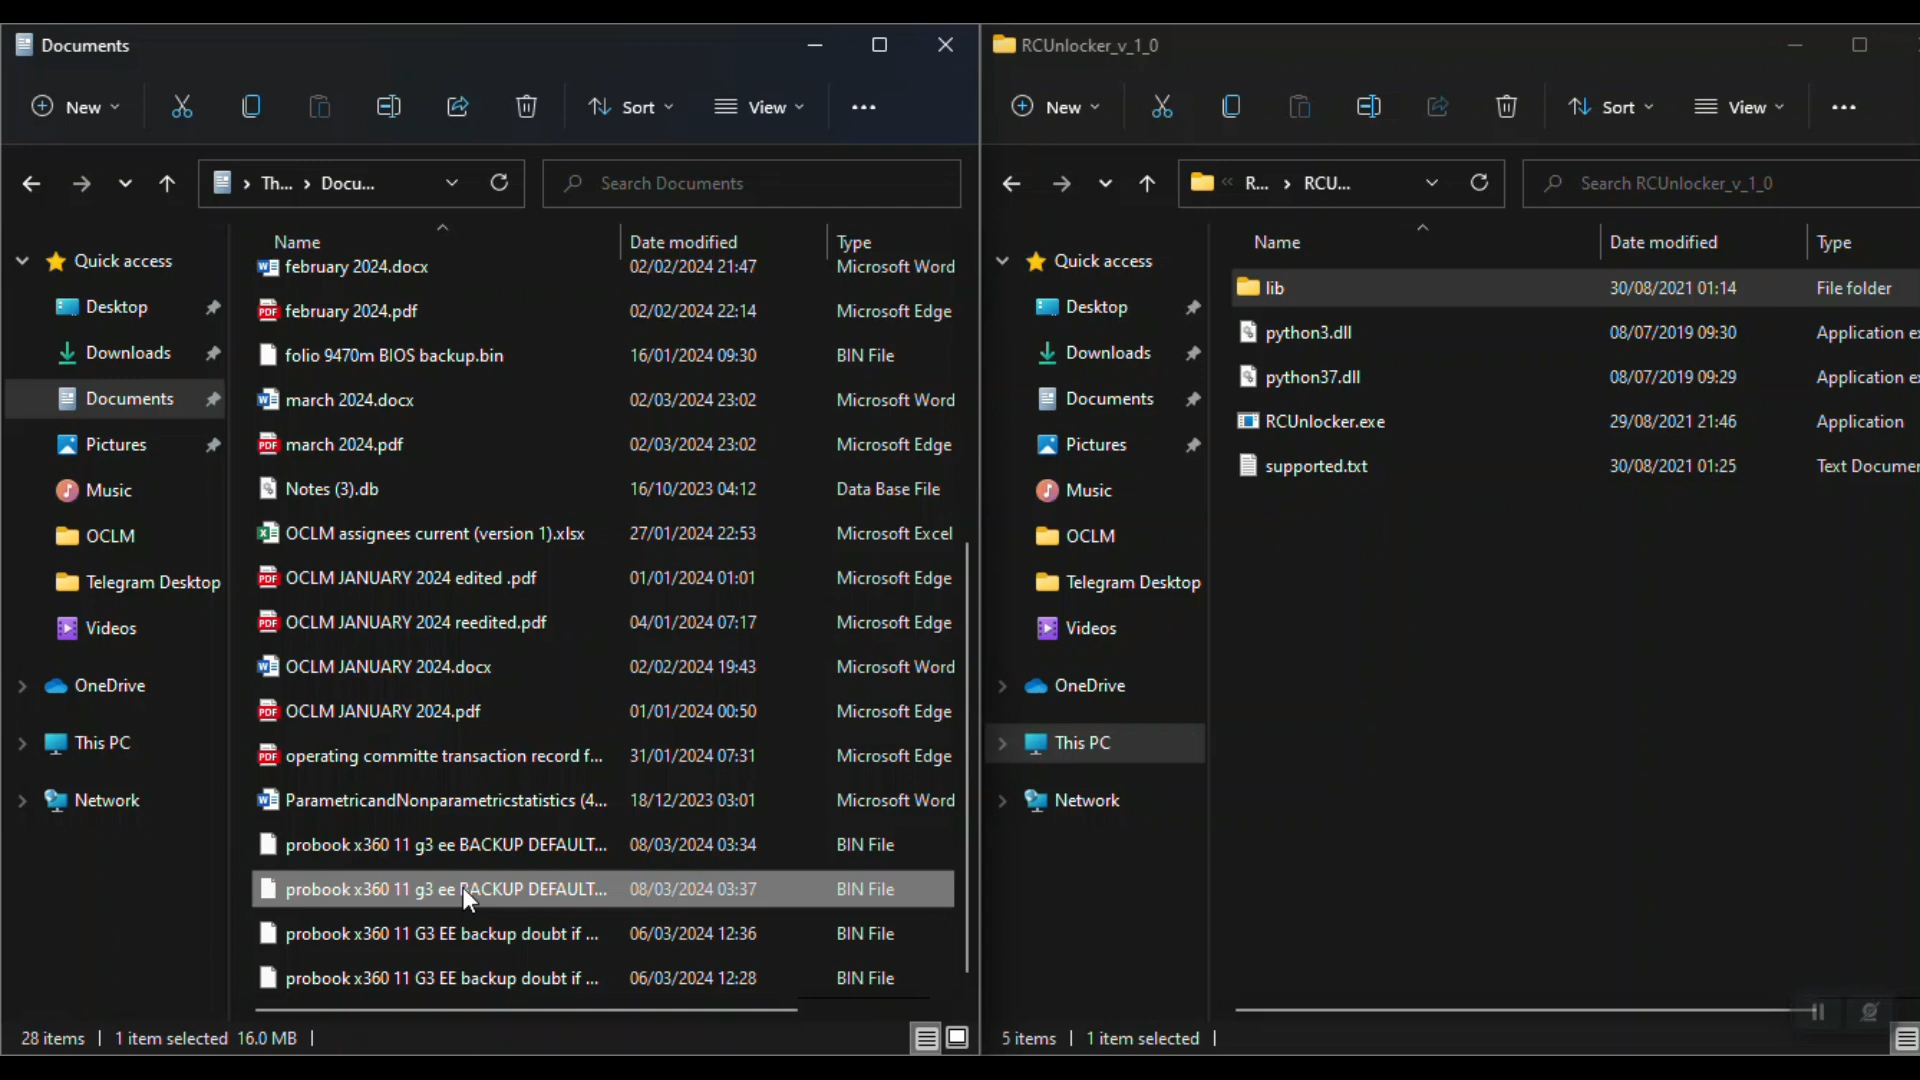 Documents
New
Sort
View
Th... > Docu...
Search Documents
Name
Date modified
Type
Quick access
Desktop
Downloads
Documents
Pictures
Music
OCLM
Telegram Desktop
Videos
OneDrive
This PC
Network
february 2024.docx 02/02/2024 21:47 Microsoft Word
february 2024.pdf 02/02/2024 22:14 Microsoft Edge
folio 9470m BIOS backup.bin 16/01/2024 09:30 BIN File
march 2024.docx 02/03/2024 23:02 Microsoft Word
march 2024.pdf 02/03/2024 23:02 Microsoft Edge
Notes (3).db 16/10/2023 04:12 Data Base File
OCLM assignees current (version 1).xlsx 27/01/2024 22:53 Microsoft Excel
OCLM JANUARY 2024 edited .pdf 01/01/2024 01:01 Microsoft Edge
OCLM JANUARY 2024 reedited.pdf 04/01/2024 07:17 Microsoft Edge
OCLM JANUARY 2024.docx 02/02/2024 19:43 Microsoft Word
OCLM JANUARY 2024.pdf 01/01/2024 00:50 Microsoft Edge
operating committe transaction record f... 31/01/2024 07:31 Microsoft Edge
ParametricandNonparametricstatistics (4... 18/12/2023 03:01 Microsoft Word
probook x360 11 g3 ee BACKUP DEFAULT... 08/03/2024 03:34 BIN File
probook x360 11 g3 ee BACKUP DEFAULT... 08/03/2024 03:37 BIN File
probook x360 11 G3 EE backup doubt if ... 06/03/2024 12:36 BIN File
probook x360 11 G3 EE backup doubt if ... 06/03/2024 12:28 BIN File
28 items | 1 item selected 16.0 MB |
RCUnlocker_v_1_0
New
Sort
View
R... > RCU...
Search RCUnlocker_v_1_0
Name
Date modified
Type
Quick access
Desktop
Downloads
Documents
Pictures
Music
OCLM
Telegram Desktop
Videos
OneDrive
This PC
Network
lib 30/08/2021 01:14 File folder
python3.dll 08/07/2019 09:30 Application ex
python37.dll 08/07/2019 09:29 Application ex
RCUnlocker.exe 29/08/2021 21:46 Application
supported.txt 30/08/2021 01:25 Text Documen
5 items | 1 item selected |